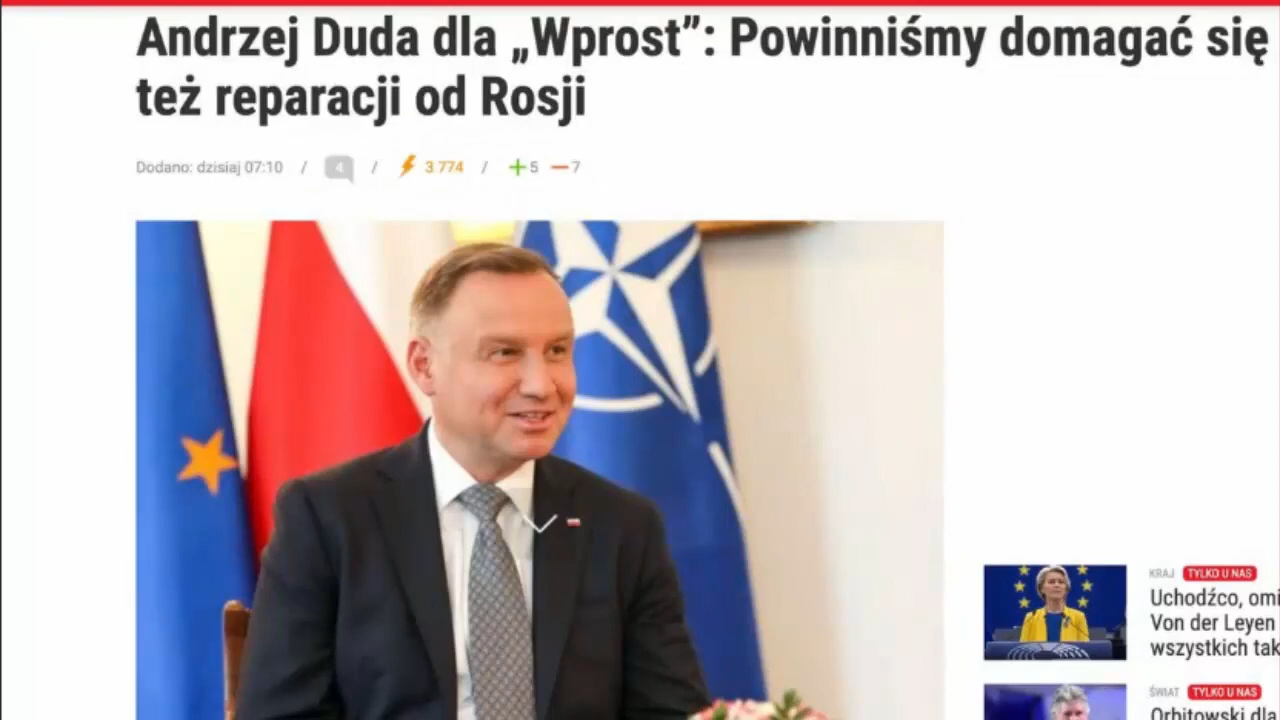 Andrzej Duda dla „Wprost”: Powinniśmy domagać się
też reparacji od Rosji
Dodano: dzisiaj 07:10 / 4 / 3 774 / +5 −7
KRAJ TYLKO U NAS
Uchodźco, omi
Von der Leyen
wszystkich tak
ŚWIAT TYLKO U NAS
Orbitowski dla